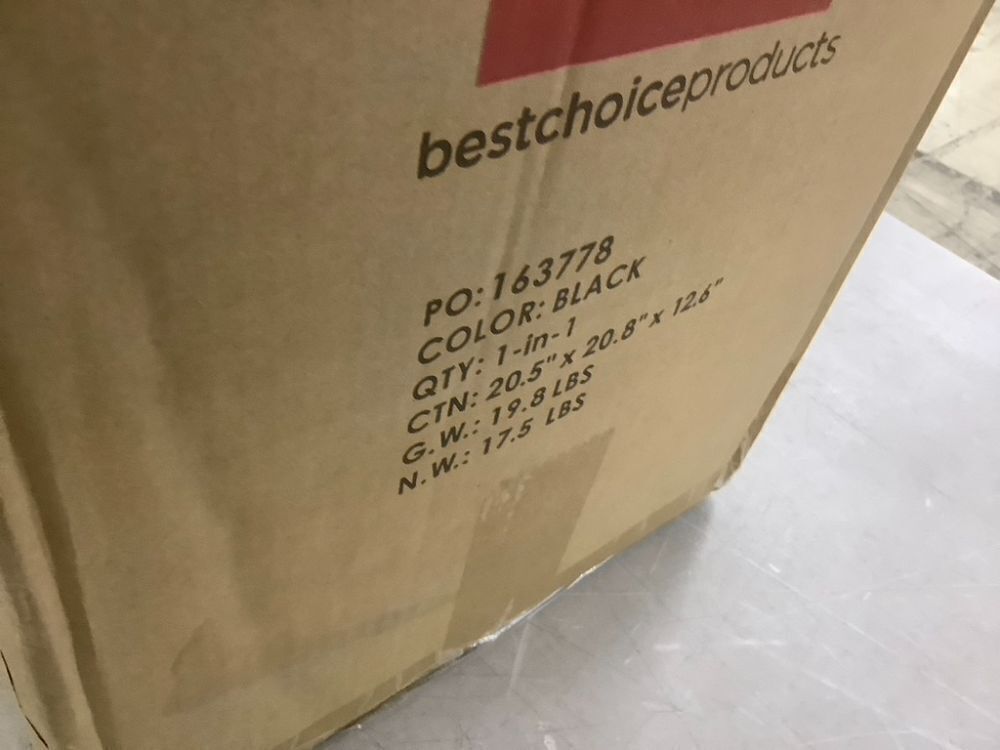 bestchoiceproducts
PO: 163778
COLOR: BLACK
QTY: 1-in-1
CTN: 20.5" x 20.8" x 12.6"
G.W.: 19.8 LBS
N.W.: 17.5 LBS